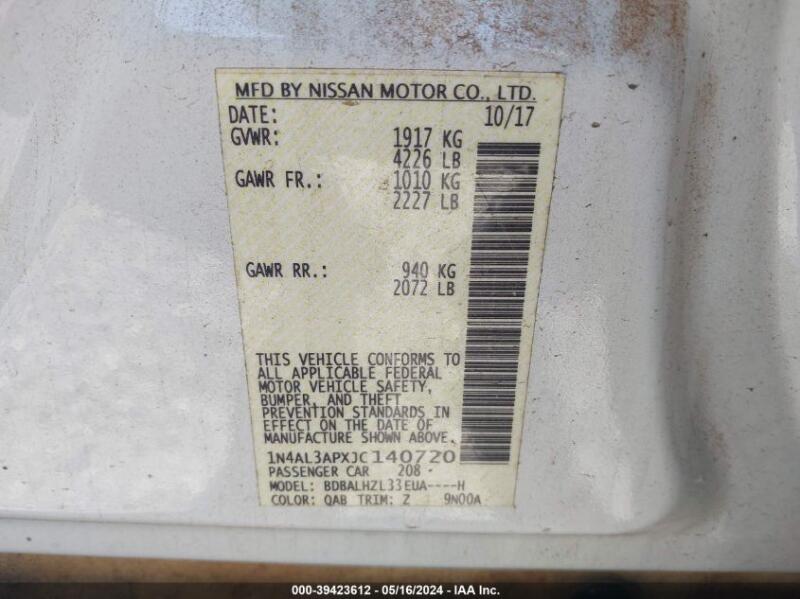 MFD BY NISSAN MOTOR CO., LTD.
DATE: 10/17
GVWR: 1917 KG
4226 LB
GAWR FR.: 1010 KG
2227 LB
GAWR RR.: 940 KG
2072 LB
THIS VEHICLE CONFORMS TO
ALL APPLICABLE FEDERAL
MOTOR VEHICLE SAFETY,
BUMPER, AND THEFT
PREVENTION STANDARDS IN
EFFECT ON THE DATE OF
MANUFACTURE SHOWN ABOVE.
1N4AL3APXJC140720
PASSENGER CAR 208
MODEL: BDBALHZL33EUA----H
COLOR: QAB TRIM: Z 9N00A
000-39423612 - 05/16/2024 - IAA Inc.